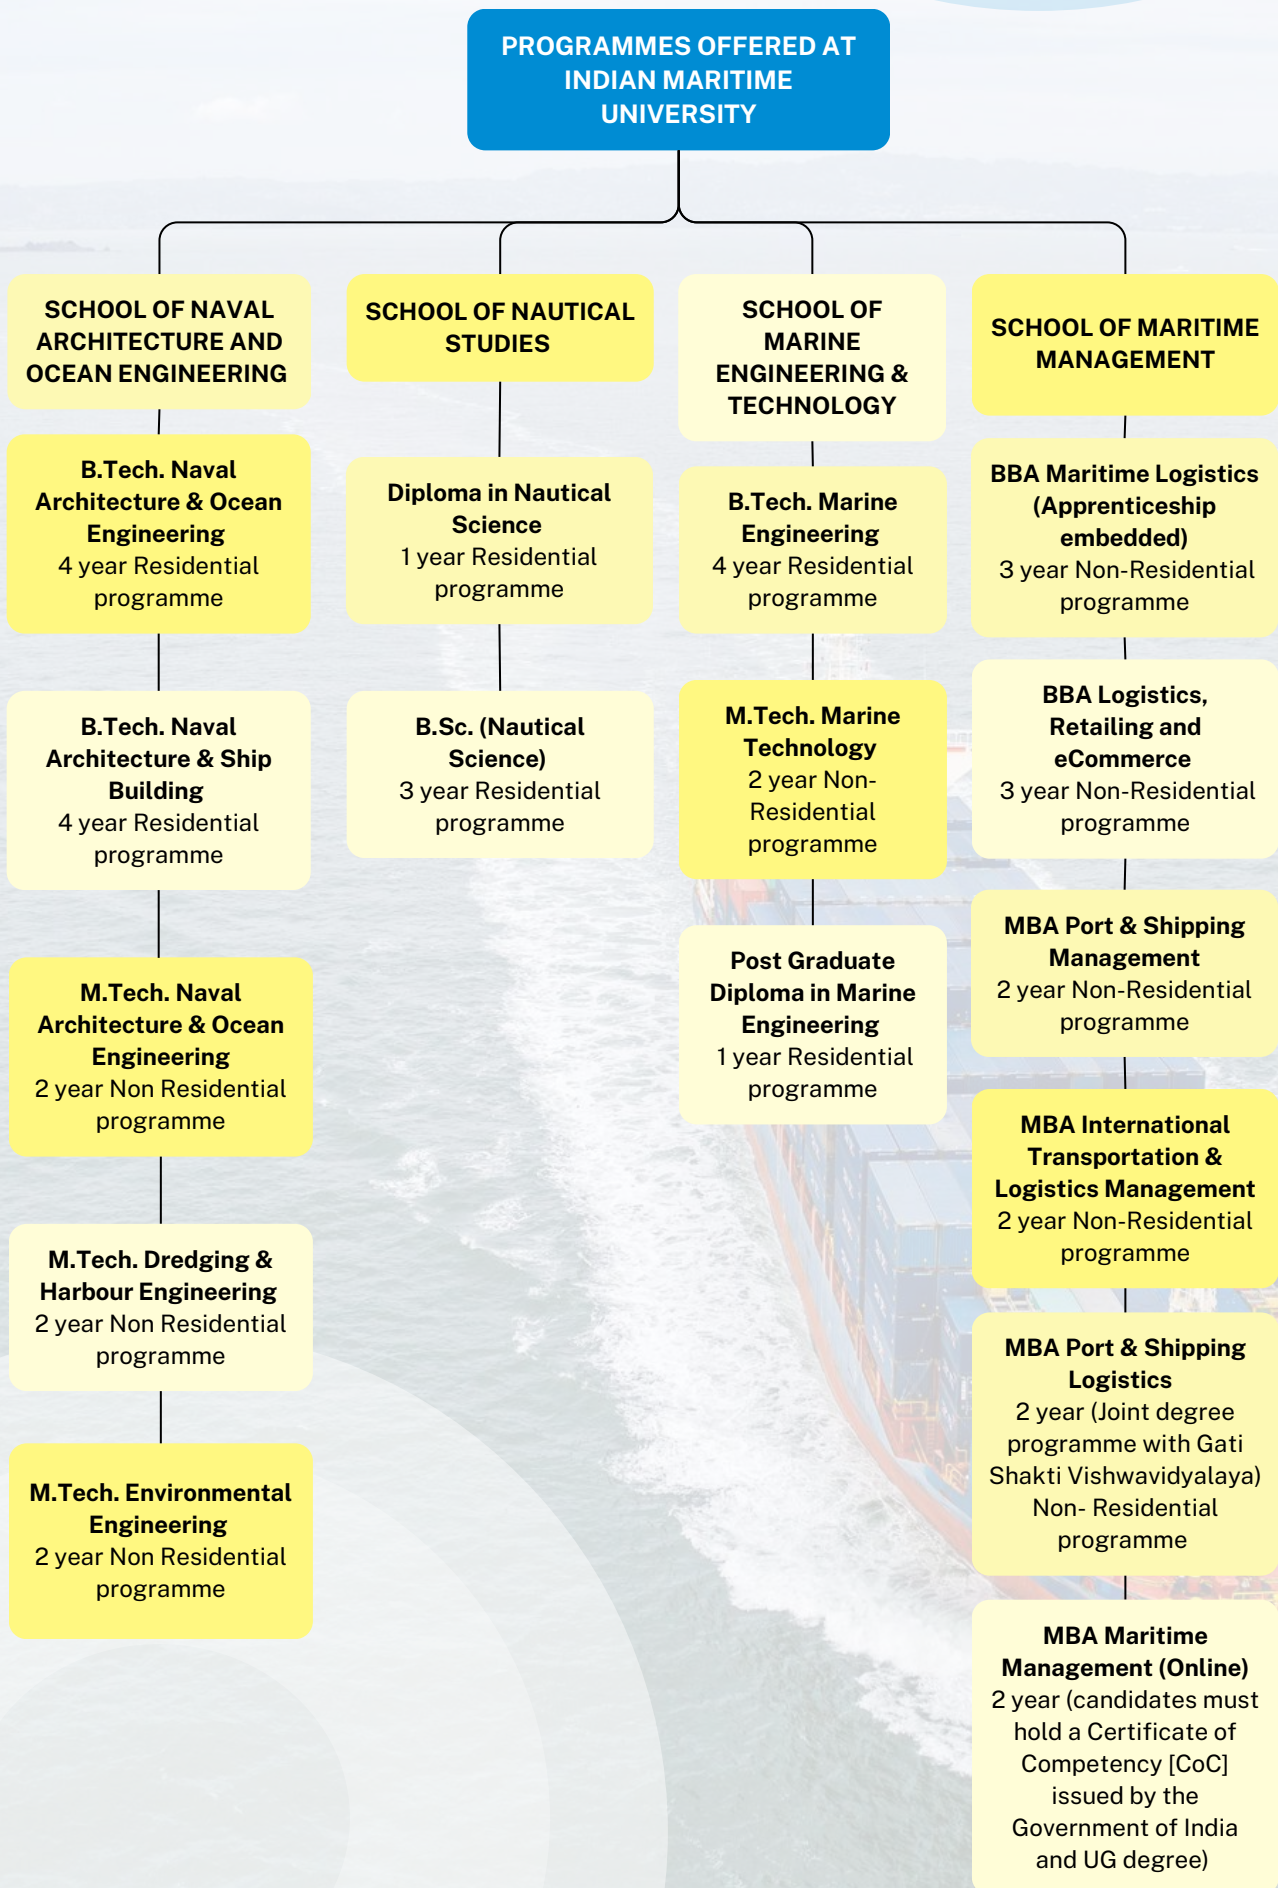 PROGRAMMES OFFERED AT
INDIAN MARITIME
UNIVERSITY
SCHOOL OF NAVAL
ARCHITECTURE AND
OCEAN ENGINEERING
B.Tech. Naval
Architecture & Ocean
Engineering
4 year Residential
programme
B.Tech. Naval
Architecture & Ship
Building
4 year Residential
programme
M.Tech. Naval
Architecture & Ocean
Engineering
2 year Non Residential
programme
M.Tech. Dredging &
Harbour Engineering
2 year Non Residential
programme
M.Tech. Environmental
Engineering
2 year Non Residential
programme
SCHOOL OF NAUTICAL
STUDIES
Diploma in Nautical
Science
1 year Residential
programme
B.Sc. (Nautical
Science)
3 year Residential
programme
SCHOOL OF
MARINE
ENGINEERING &
TECHNOLOGY
B.Tech. Marine
Engineering
4 year Residential
programme
M.Tech. Marine
Technology
2 year Non-
Residential
programme
Post Graduate
Diploma in Marine
Engineering
1 year Residential
programme
SCHOOL OF MARITIME
MANAGEMENT
BBA Maritime Logistics
(Apprenticeship
embedded)
3 year Non-Residential
programme
BBA Logistics,
Retailing and
eCommerce
3 year Non-Residential
programme
MBA Port & Shipping
Management
2 year Non-Residential
programme
MBA International
Transportation &
Logistics Management
2 year Non-Residential
programme
MBA Port & Shipping
Logistics
2 year (Joint degree
programme with Gati
Shakti Vishwavidyalaya)
Non- Residential
programme
MBA Maritime
Management (Online)
2 year (candidates must
hold a Certificate of
Competency [CoC]
issued by the
Government of India
and UG degree)